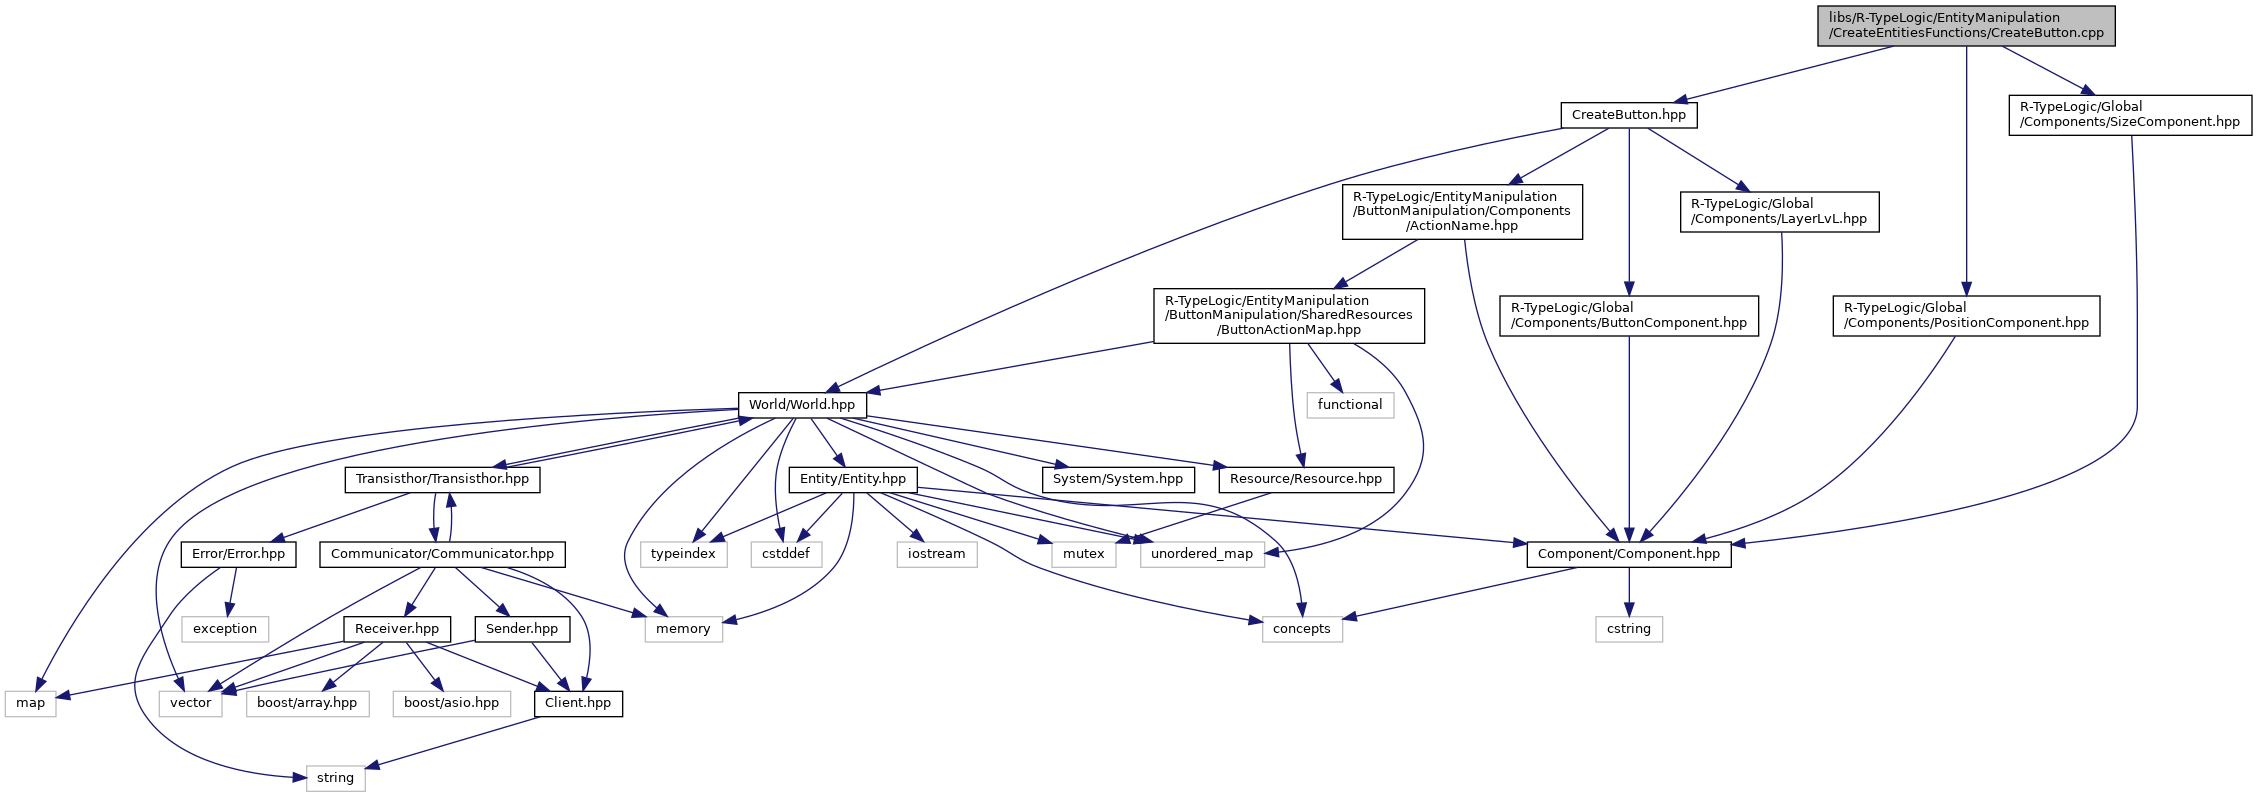 libs/R-TypeLogic/EntityManipulation
/CreateEntitiesFunctions/CreateButton.cpp
CreateButton.hpp
R-TypeLogic/Global
/Components/SizeComponent.hpp
R-TypeLogic/EntityManipulation
/ButtonManipulation/Components
/ActionName.hpp
R-TypeLogic/Global
/Components/LayerLvL.hpp
R-TypeLogic/EntityManipulation
/ButtonManipulation/SharedResources
/ButtonActionMap.hpp
R-TypeLogic/Global
/Components/ButtonComponent.hpp
R-TypeLogic/Global
/Components/PositionComponent.hpp
World/World.hpp
functional
Transisthor/Transisthor.hpp
Entity/Entity.hpp
System/System.hpp
Resource/Resource.hpp
Error/Error.hpp
Communicator/Communicator.hpp
typeindex
cstddef
iostream
mutex
unordered_map
Component/Component.hpp
exception
Receiver.hpp
Sender.hpp
memory
concepts
cstring
map
vector
boost/array.hpp
boost/asio.hpp
Client.hpp
string